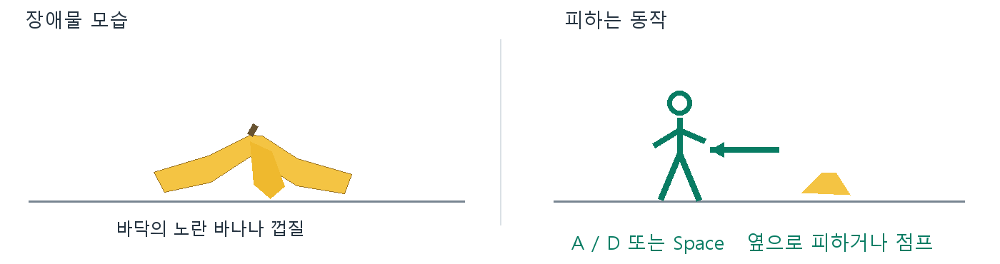 장애물 모습
피하는 동작
바닥의 노란 바나나 껍질
A / D 또는 Space 옆으로 피하거나 점프